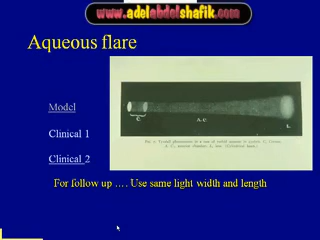 www.adelabdelshafik.com
Aqueous flare
Model
C
A.C.
L
Clinical 1
Clinical 2
For follow up .... Use same light width and length